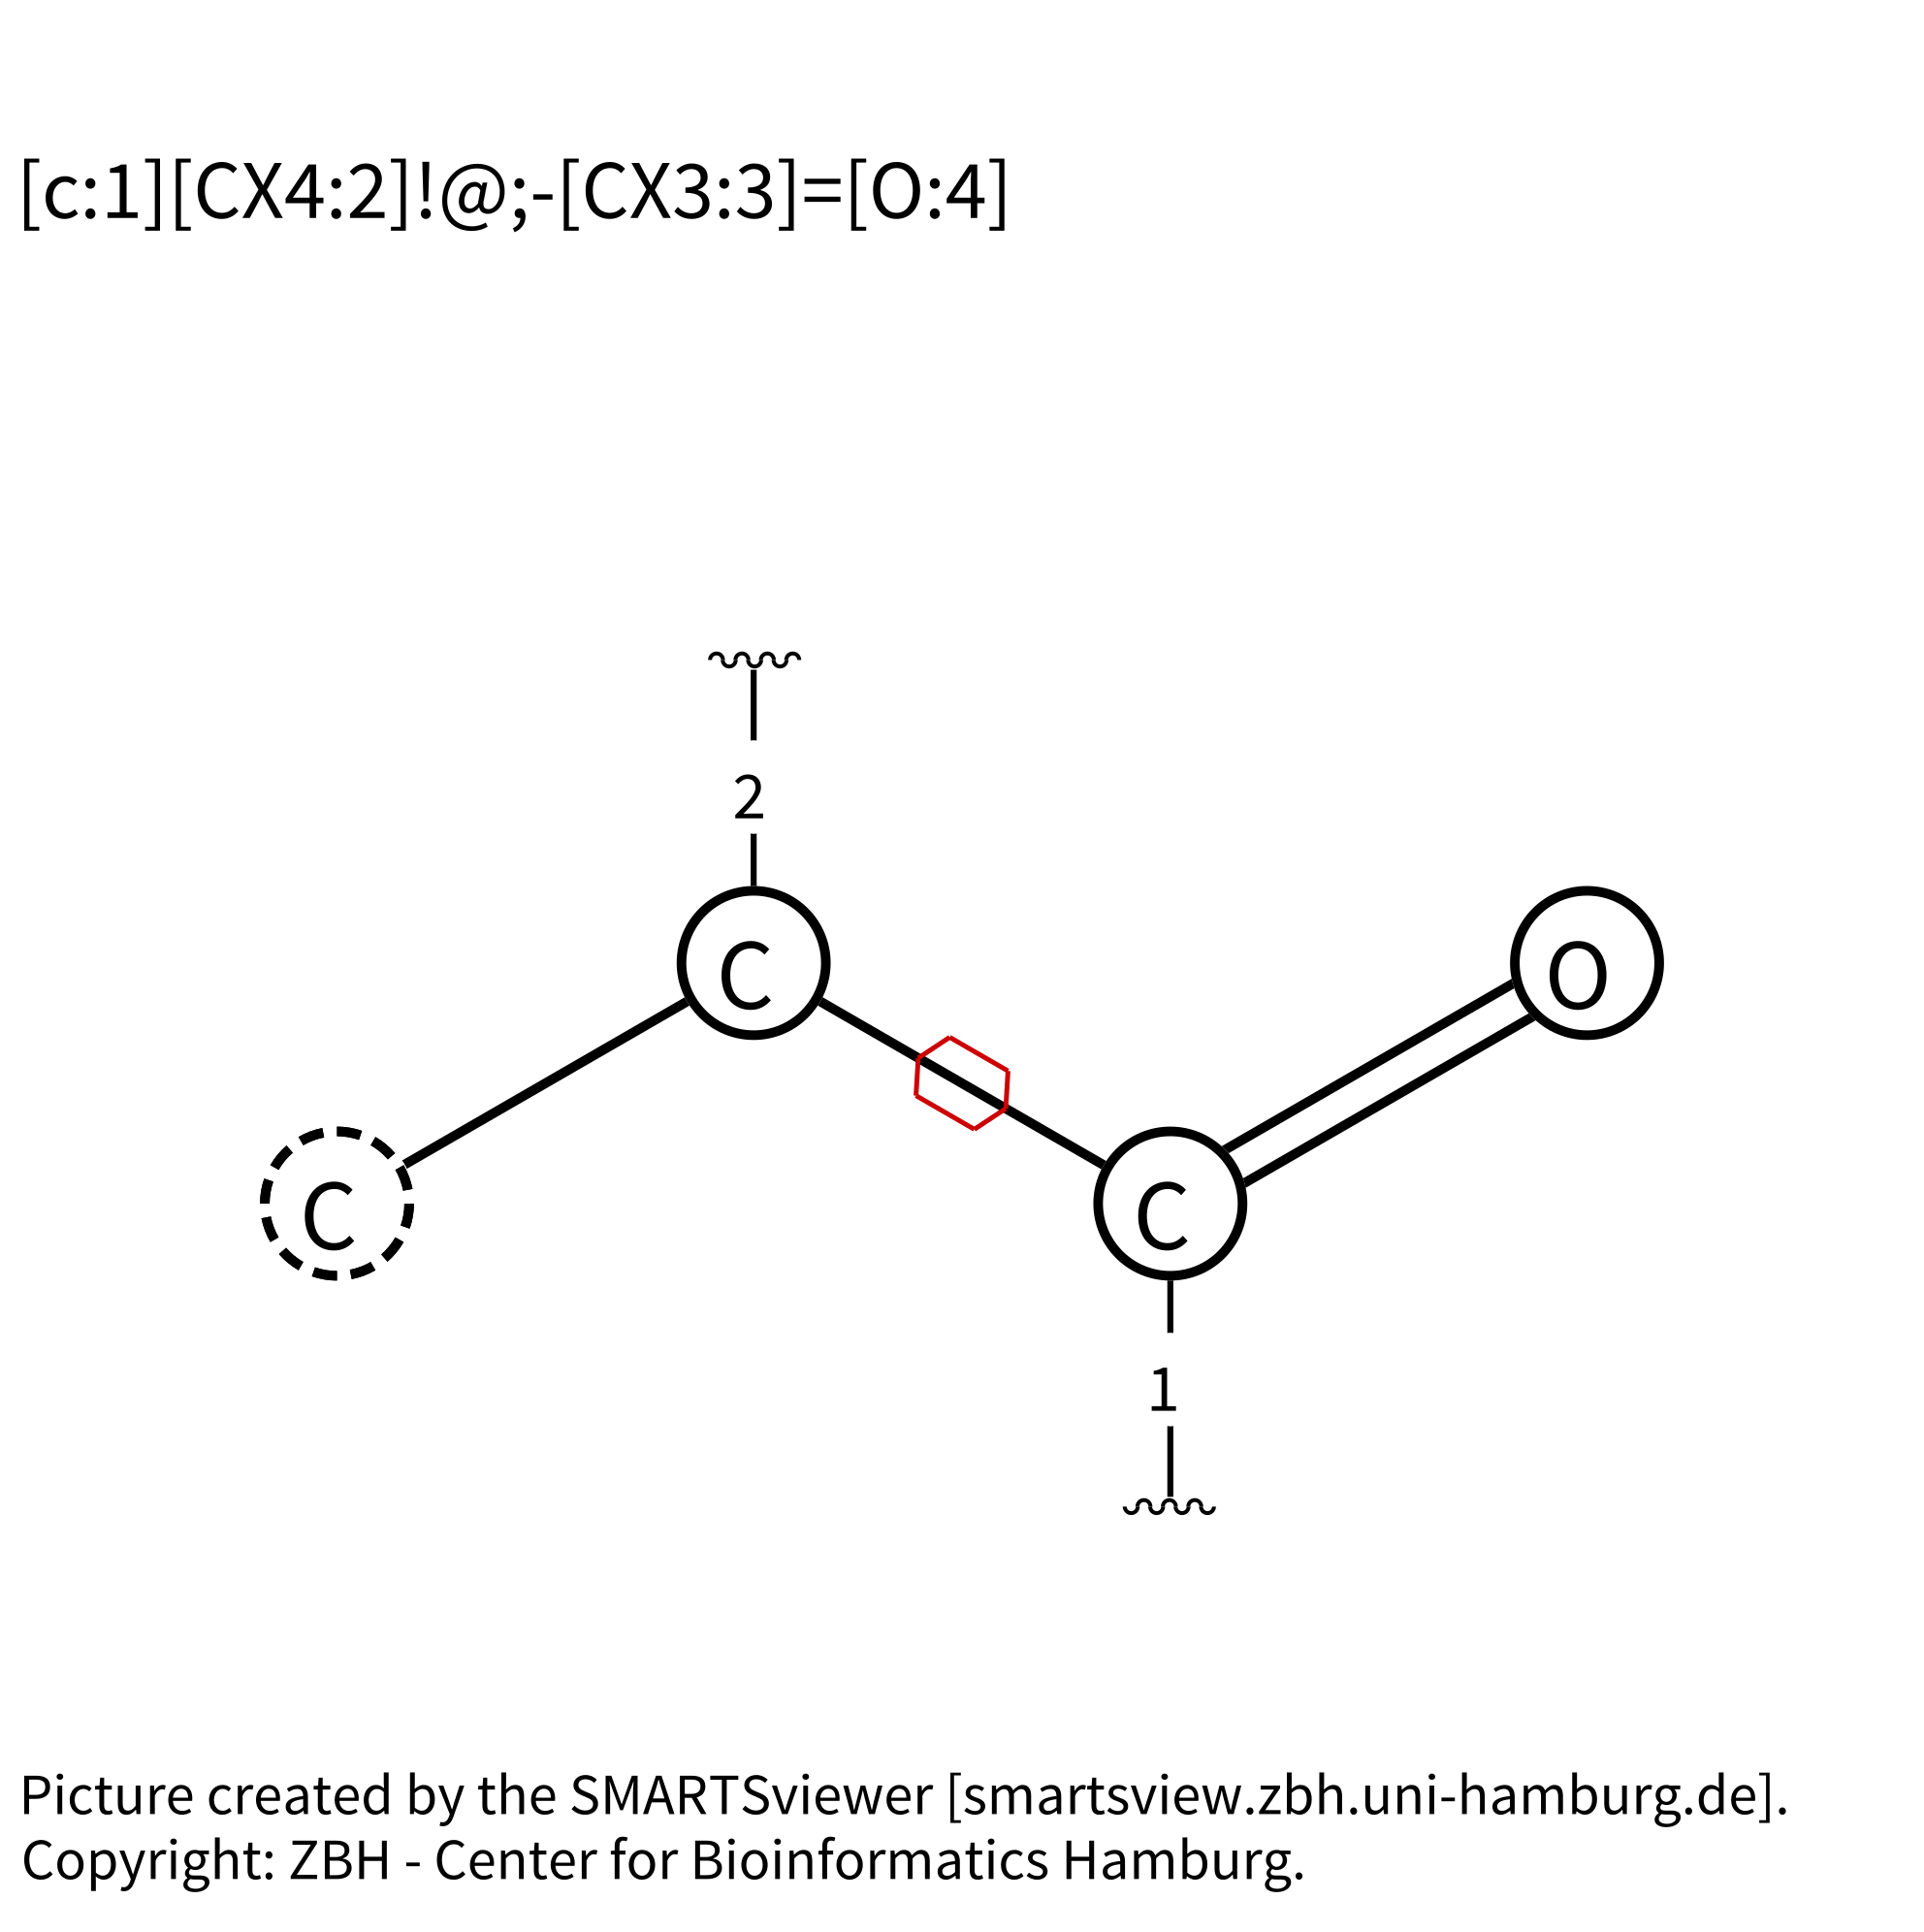 [c:1][CX4:2]!@;-[CX3:3]=[O:4]
2
C
O
C
C
1
Picture created by the SMARTSviewer [smartsview.zbh.uni-hamburg.de].
Copyright: ZBH - Center for Bioinformatics Hamburg.